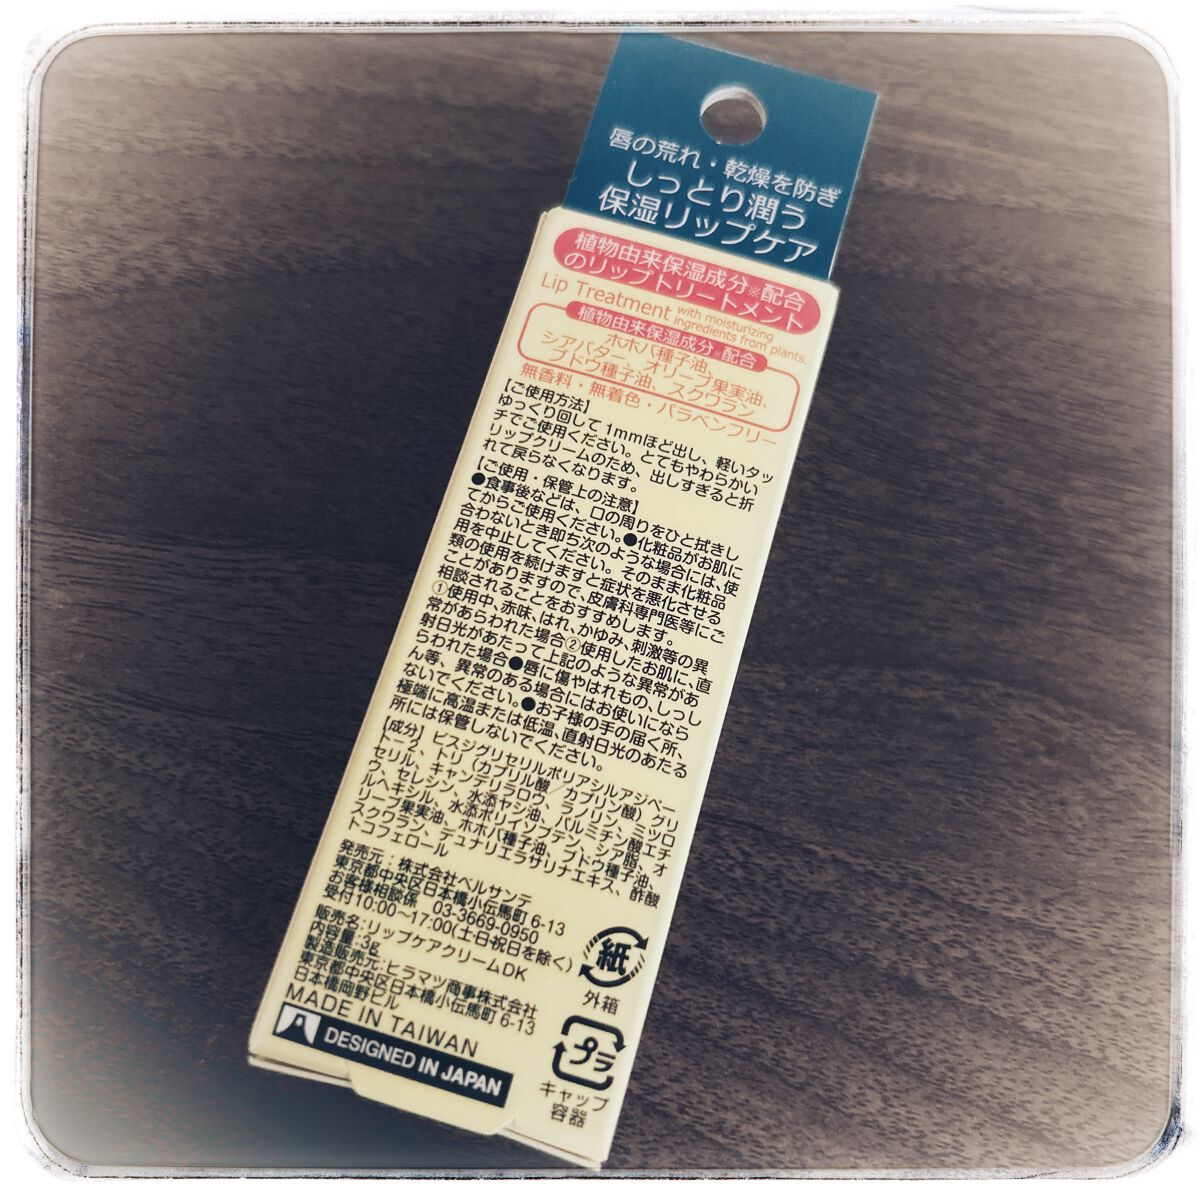 唇の荒れ・乾燥を防ぎ
しっとり潤う
保湿リップケア
植物由来保湿成分※配合
のリップトリートメント
Lip Treatment with moisturizing ingredients from plants.
植物由来保湿成分※配合
ホホバ種子油、
シアバター、オリーブ果実油、
ブドウ種子油、スクワラン
無香料・無着色・パラベンフリー
【ご使用方法】
ゆっくり回して1mmほど出し、軽いタッ
チでご使用ください。とてもやわらかい
リップクリームのため、出しすぎると折
れて戻らなくなります。
【ご使用・保管上の注意】
●食事後などは、口の周りをひと拭きし
てからご使用ください。●化粧品がお肌に
合わないとき即ち次のような場合には、使
用を中止してください。そのまま化粧品
類の使用を続けますと症状を悪化させる
ことがありますので、皮膚科専門医等にご
相談されることをおすすめします。
①使用中、赤味、はれ、かゆみ、刺激等の異
常があらわれた場合②使用したお肌に、直
射日光があたって上記のような異常があ
らわれた場合●唇に傷やはれもの、しっし
ん等、異常のある場合にはお使いになら
ないでください。●お子様の手の届く所、
極端に高温または低温、直射日光のあたる
所には保管しないでください。
【成分】ビスジグリセリルポリアシルアジペー
ト-2、トリ(カプリル酸/カプリン酸)グリ
セリル、キャンデリラロウ、ラノリン、ミツロ
ウ、セレシン、水添ヤシ油、パルミチン酸エチ
ルヘキシル、水添ポリイソブテン、シア脂、オ
リーブ果実油、ホホバ種子油、ブドウ種子油、
スクワラン、デュナリエラサリナエキス、酢酸
トコフェロール
発売元：株式会社ベルサンテ
東京都中央区日本橋小伝馬町6-13
お客様相談係 03-3669-0950
受付10:00〜17:00(土日祝日を除く)
販売名:リップケアクリームDK
内容量:3g
製造販売元:ヒラマツ商事株式会社
東京都中央区日本橋小伝馬町6-13
日本橋岡野ビル
MADE IN TAIWAN
DESIGNED IN JAPAN
紙
外箱
プラ
キャップ
容器